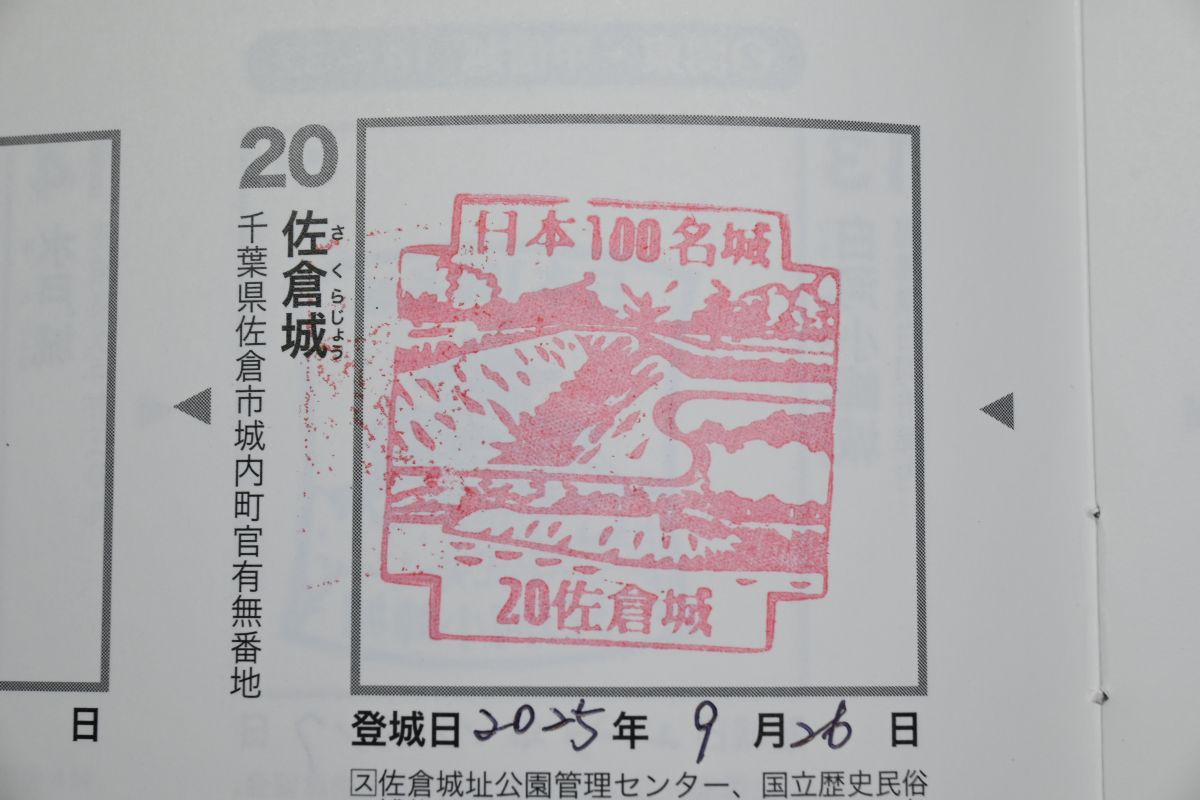 20
佐倉城
さくらじょう
千葉県佐倉市城内町官有無番地
日本100名城
20佐倉城
登城日 2025年 9月26日
ス佐倉城址公園管理センター、国立歴史民俗
日